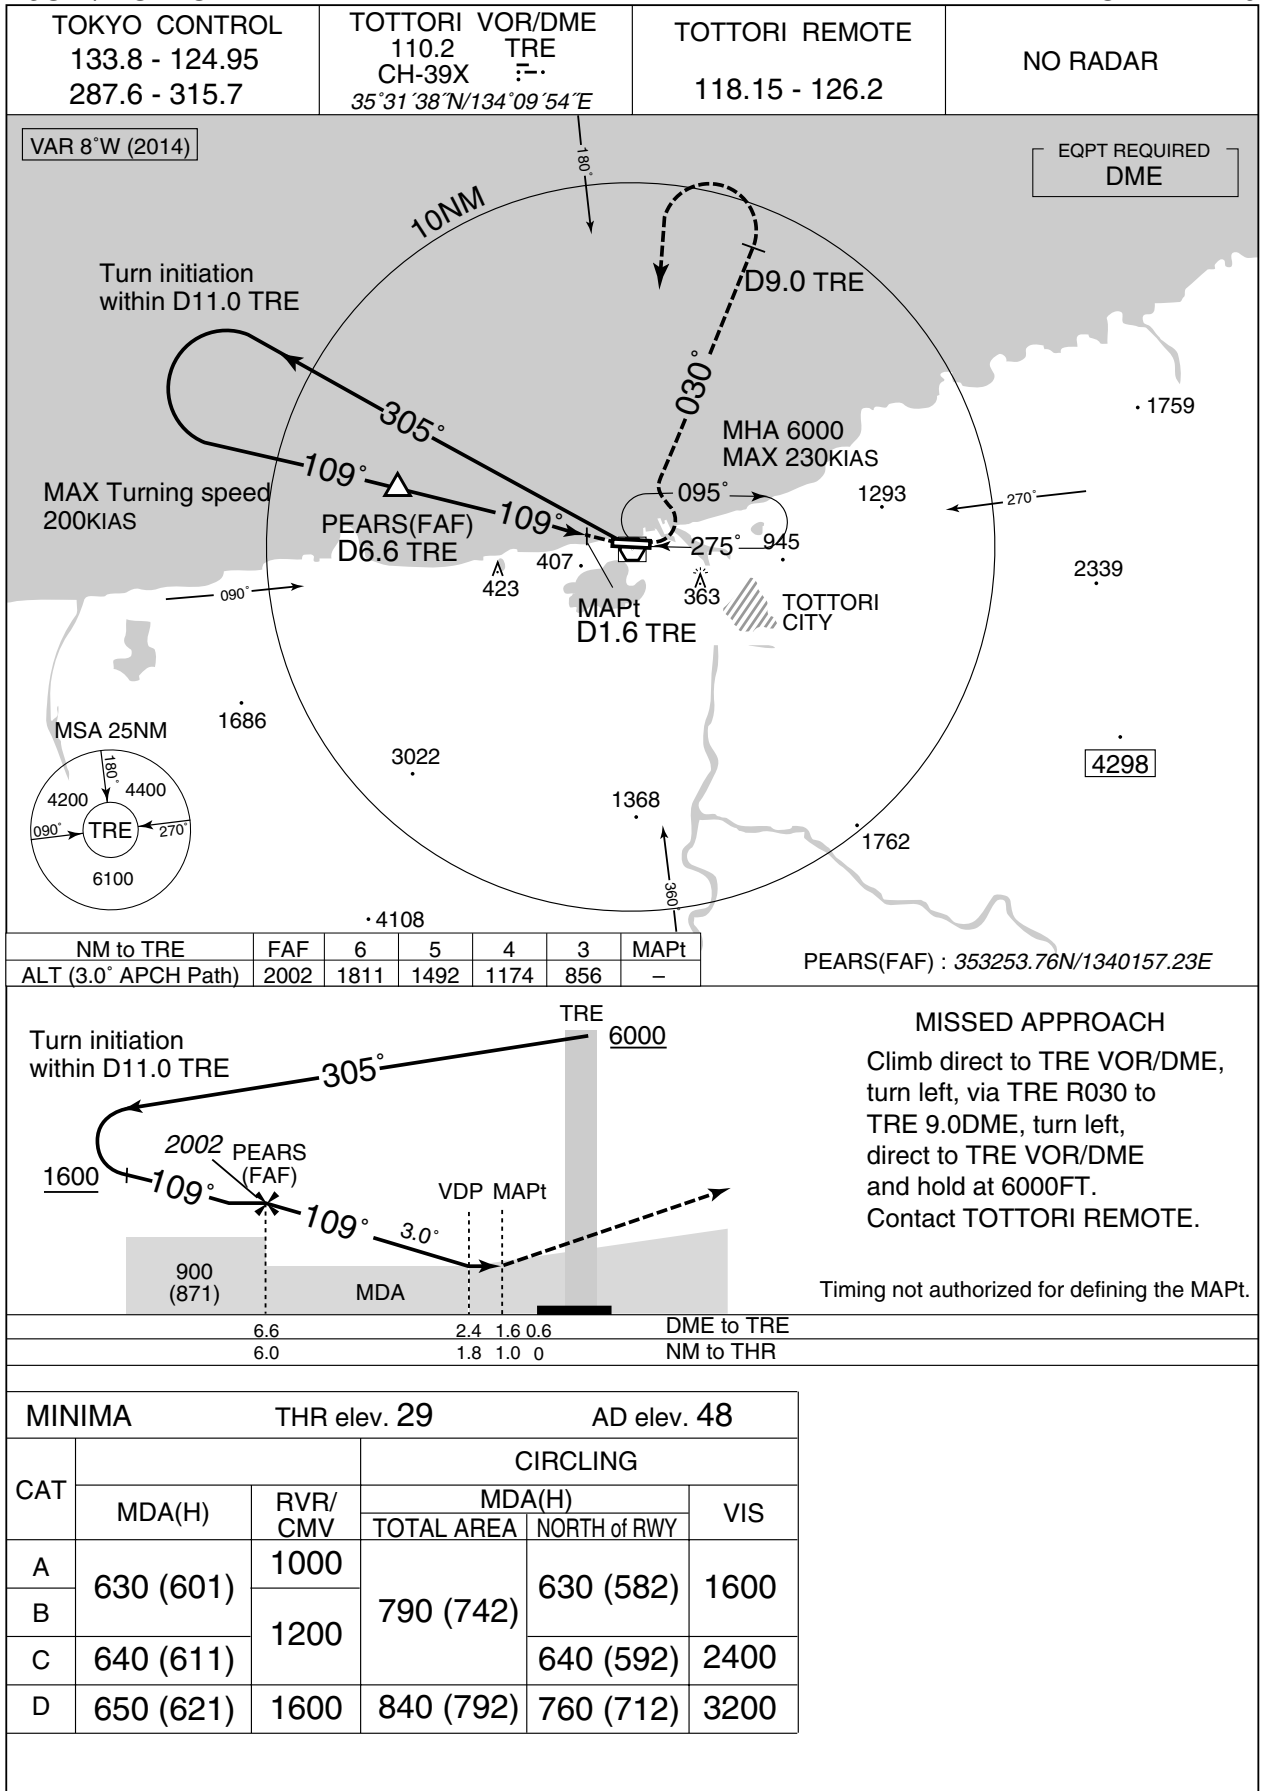 TOKYO CONTROL
133.8 - 124.95
287.6 - 315.7
TOTTORI VOR/DME
110.2 TRE
CH-39X
35°31´38˝N/134°09´54˝E
TOTTORI REMOTE
118.15 - 126.2
NO RADAR
VAR 8°W (2014)
EQPT REQUIRED
DME
180°
10NM
Turn initiation
within D11.0 TRE
D9.0 TRE
030°
305°
1759
MHA 6000
MAX 230KIAS
109°
MAX Turning speed
200KIAS
095°
1293
270°
PEARS(FAF)
D6.6 TRE
109°
275°
945
407
423
363
2339
090°
MAPt
D1.6 TRE
TOTTORI
CITY
1686
MSA 25NM
180°
4200
4400
090°
TRE
270°
6100
3022
4298
1368
1762
360°
4108
NM to TRE FAF 6 5 4 3 MAPt
ALT (3.0° APCH Path) 2002 1811 1492 1174 856 –
PEARS(FAF) : 353253.76N/1340157.23E
TRE
6000
Turn initiation
within D11.0 TRE
305°
2002
PEARS
(FAF)
1600
109°
109°
3.0°
VDP MAPt
900
(871)
MDA
MISSED APPROACH
Climb direct to TRE VOR/DME,
turn left, via TRE R030 to
TRE 9.0DME, turn left,
direct to TRE VOR/DME
and hold at 6000FT.
Contact TOTTORI REMOTE.
Timing not authorized for defining the MAPt.
6.6 2.4 1.6 0.6 DME to TRE
6.0 1.8 1.0 0 NM to THR
MINIMA THR elev. 29 AD elev. 48
CAT
MDA(H)
RVR/
CMV
CIRCLING
MDA(H)
TOTAL AREA NORTH of RWY
VIS
A 630 (601) 1000 790 (742) 630 (582) 1600
B 1200
C 640 (611) 640 (592) 2400
D 650 (621) 1600 840 (792) 760 (712) 3200